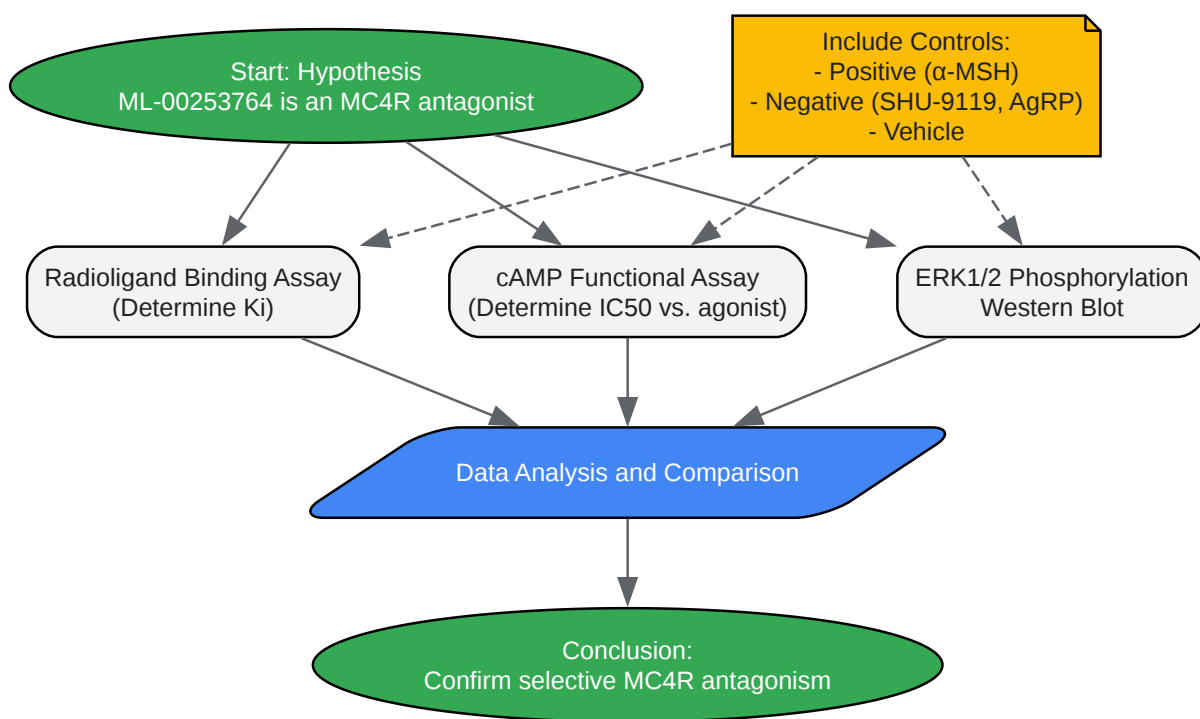 Start: Hypothesis
ML-00253764 is an MC4R antagonist
Include Controls:
- Positive (α-MSH)
- Negative (SHU-9119, AgRP)
- Vehicle
Radioligand Binding Assay
(Determine Ki)
cAMP Functional Assay
(Determine IC50 vs. agonist)
ERK1/2 Phosphorylation
Western Blot
Data Analysis and Comparison
Conclusion:
Confirm selective MC4R antagonism